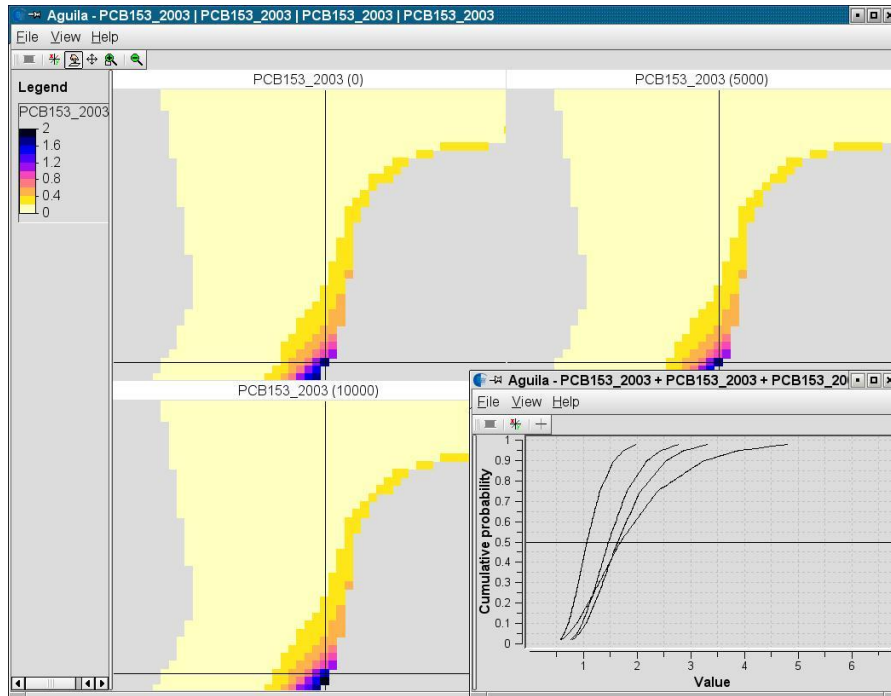 Aguila - PCB153_2003 | PCB153_2003 | PCB153_2003 | PCB153_2003
File View Help
Legend
PCB153_2003
2
1.6
1.2
0.8
0.4
0
PCB153_2003 (0)
PCB153_2003 (5000)
PCB153_2003 (10000)
Aguila - PCB153_2003 + PCB153_2003 + PCB153_20
File View Help
Cumulative probability
1
0.9
0.8
0.7
0.6
0.5
0.4
0.3
0.2
0.1
0
1 2 3 4 5 6
Value